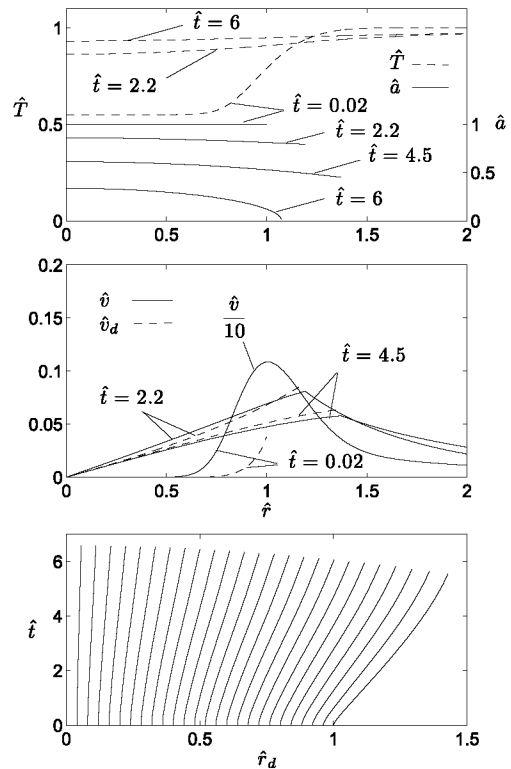 1
t̂ = 6
t̂ = 2.2
T̂
â
T̂
t̂ = 0.02
0.5
1
â
t̂ = 2.2
t̂ = 4.5
0.5
t̂ = 6
0
0
0 0.5 1 1.5 2
0.2
v̂
v̂_d
v̂/10
0.15
t̂ = 4.5
0.1
t̂ = 2.2
0.05
t̂ = 0.02
0
0 0.5 1 1.5 2
r̂
6
4
t̂
2
0
0 0.5 1 1.5
r̂_d